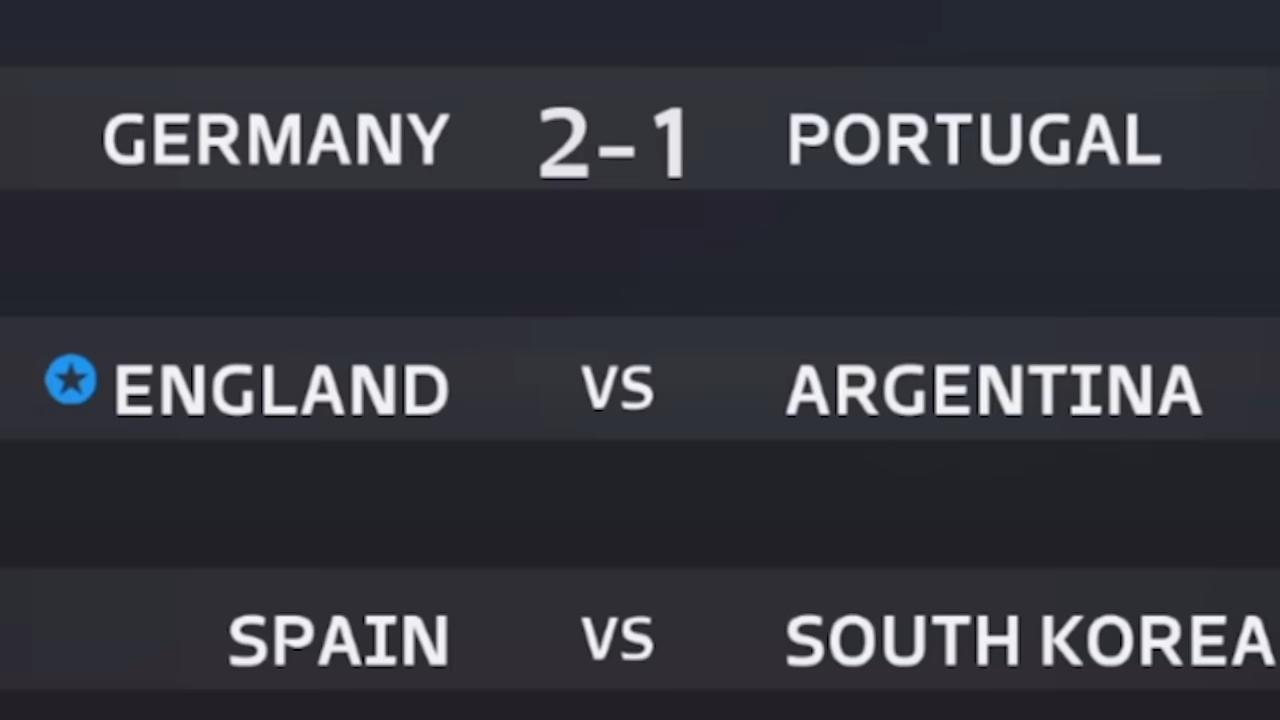 GERMANY 2-1 PORTUGAL
ENGLAND VS ARGENTINA
SPAIN VS SOUTH KOREA